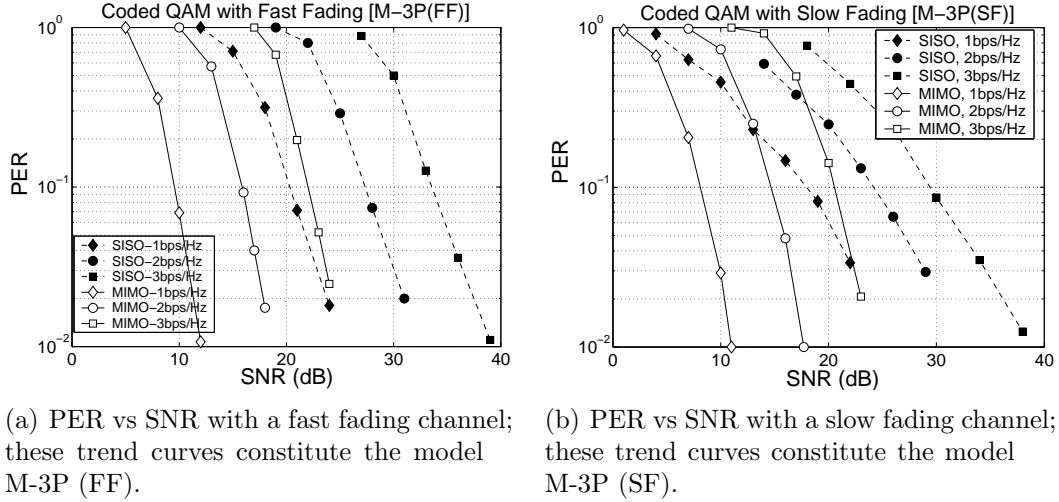 Coded QAM with Fast Fading [M−3P(FF)]
10^0
10^-1
10^-2
PER
SISO−1bps/Hz
SISO−2bps/Hz
SISO−3bps/Hz
MIMO−1bps/Hz
MIMO−2bps/Hz
MIMO−3bps/Hz
0 10 20 30 40
SNR (dB)
(a) PER vs SNR with a fast fading channel;
these trend curves constitute the model
M-3P (FF).
Coded QAM with Slow Fading [M−3P(SF)]
10^0
10^-1
10^-2
PER
SISO, 1bps/Hz
SISO, 2bps/Hz
SISO, 3bps/Hz
MIMO, 1bps/Hz
MIMO, 2bps/Hz
MIMO, 3bps/Hz
0 10 20 30 40
SNR (dB)
(b) PER vs SNR with a slow fading channel;
these trend curves constitute the model
M-3P (SF).